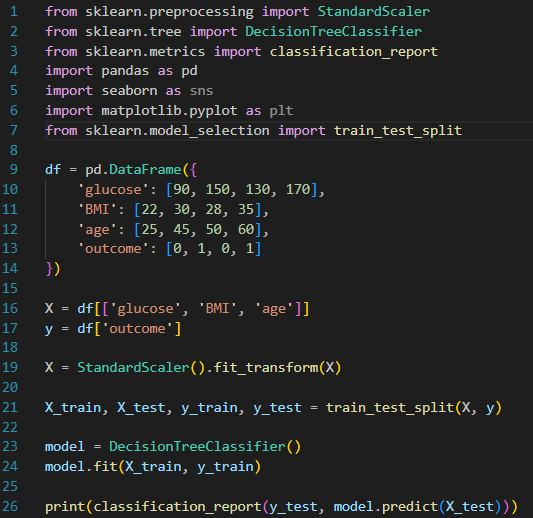 1 from sklearn.preprocessing import StandardScaler
2 from sklearn.tree import DecisionTreeClassifier
3 from sklearn.metrics import classification_report
4 import pandas as pd
5 import seaborn as sns
6 import matplotlib.pyplot as plt
7 from sklearn.model_selection import train_test_split
8
9 df = pd.DataFrame({
10     'glucose': [90, 150, 130, 170],
11     'BMI': [22, 30, 28, 35],
12     'age': [25, 45, 50, 60],
13     'outcome': [0, 1, 0, 1]
14 })
15
16 X = df[['glucose', 'BMI', 'age']]
17 y = df['outcome']
18
19 X = StandardScaler().fit_transform(X)
20
21 X_train, X_test, y_train, y_test = train_test_split(X, y)
22
23 model = DecisionTreeClassifier()
24 model.fit(X_train, y_train)
25
26 print(classification_report(y_test, model.predict(X_test)))